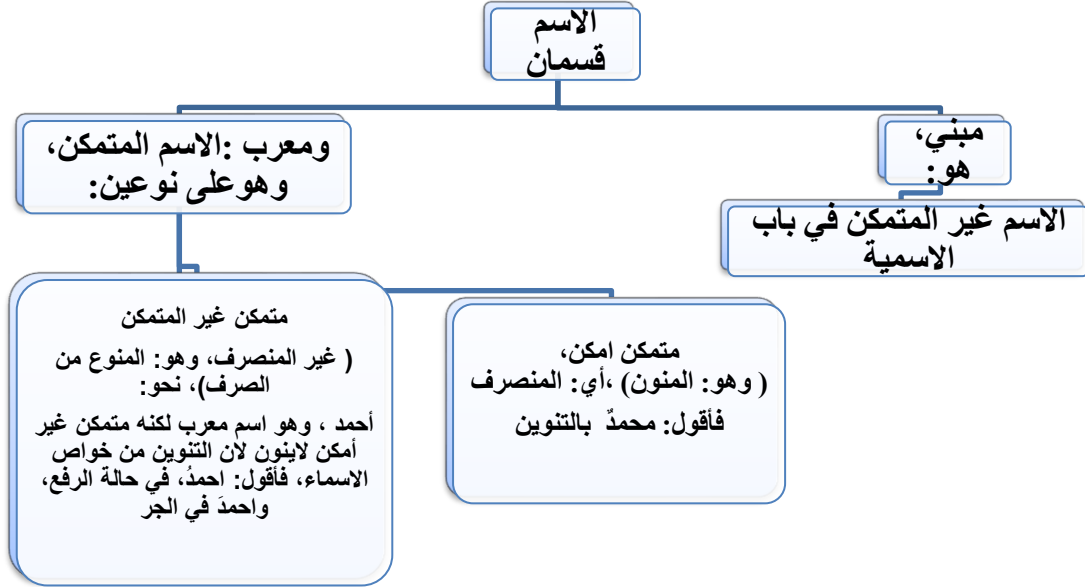 الاسم
قسمان
مبني،
هو:
الاسم غير المتمكن في باب
الاسمية
ومعرب :الاسم المتمكن،
وهوعلى نوعين:
متمكن امكن،
( وهو: المنون) ،أي: المنصرف
فأقول: محمدٌ بالتنوين
متمكن غير المتمكن
( غير المنصرف، وهو: المنوع من
الصرف)، نحو:
أحمد ، وهو اسم معرب لكنه متمكن غير
أمكن لاينون لان التنوين من خواص
الاسماء، فأقول: احمدُ، في حالة الرفع،
واحمدَ في الجر